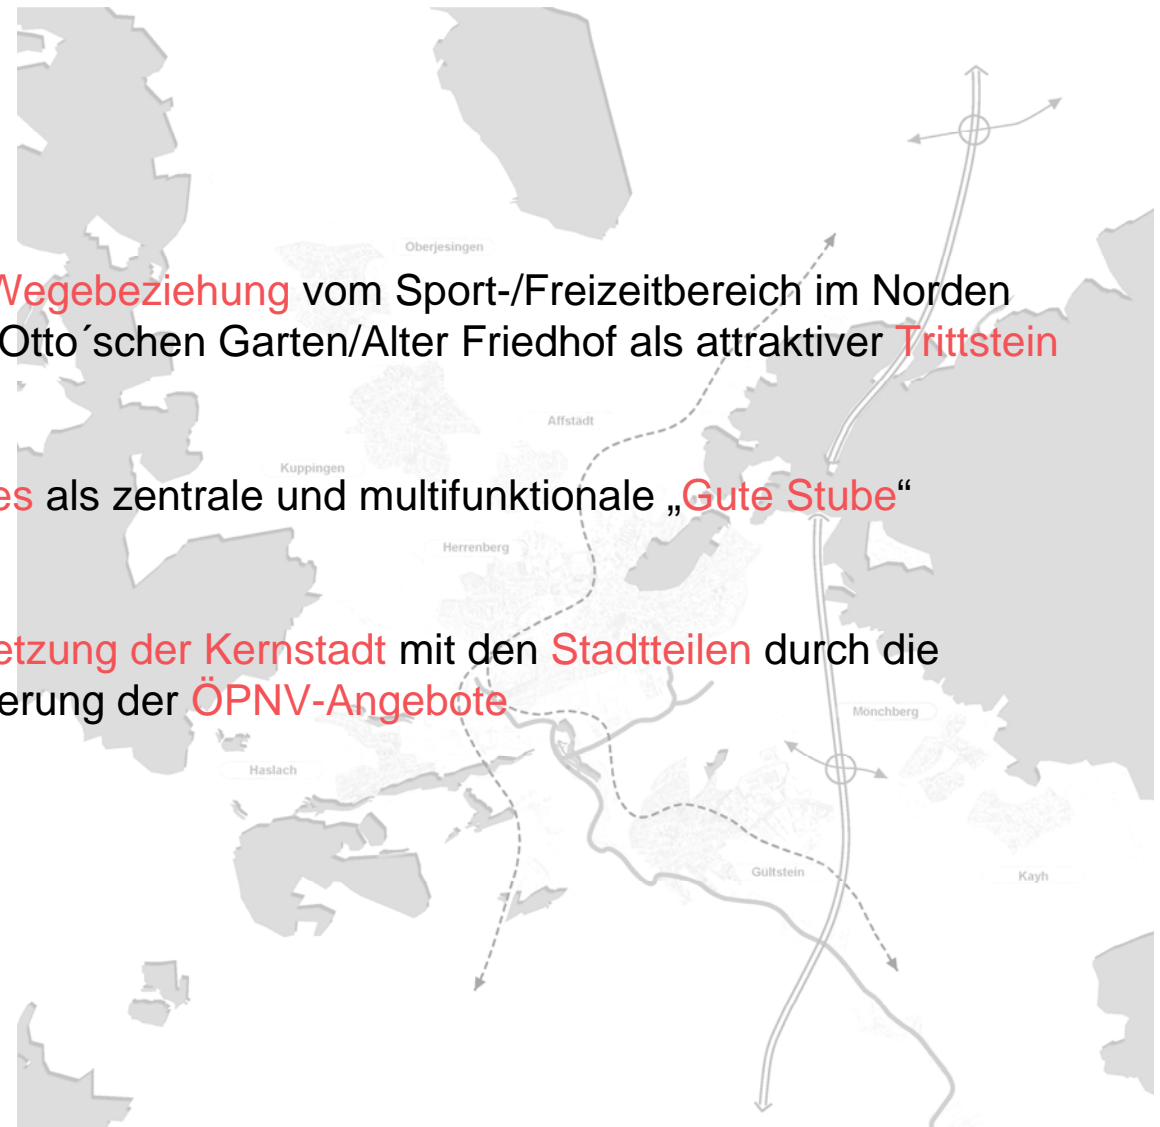 Oberjesingen
Wegebeziehung vom Sport-/Freizeitbereich im Norden
Otto´schen Garten/Alter Friedhof als attraktiver Trittstein
Affstädt
Kuppingen
es als zentrale und multifunktionale „Gute Stube“
Herrenberg
etzung der Kernstadt mit den Stadtteilen durch die
erung der ÖPNV-Angebote
Mönchberg
Haslach
Gültstein
Kayh